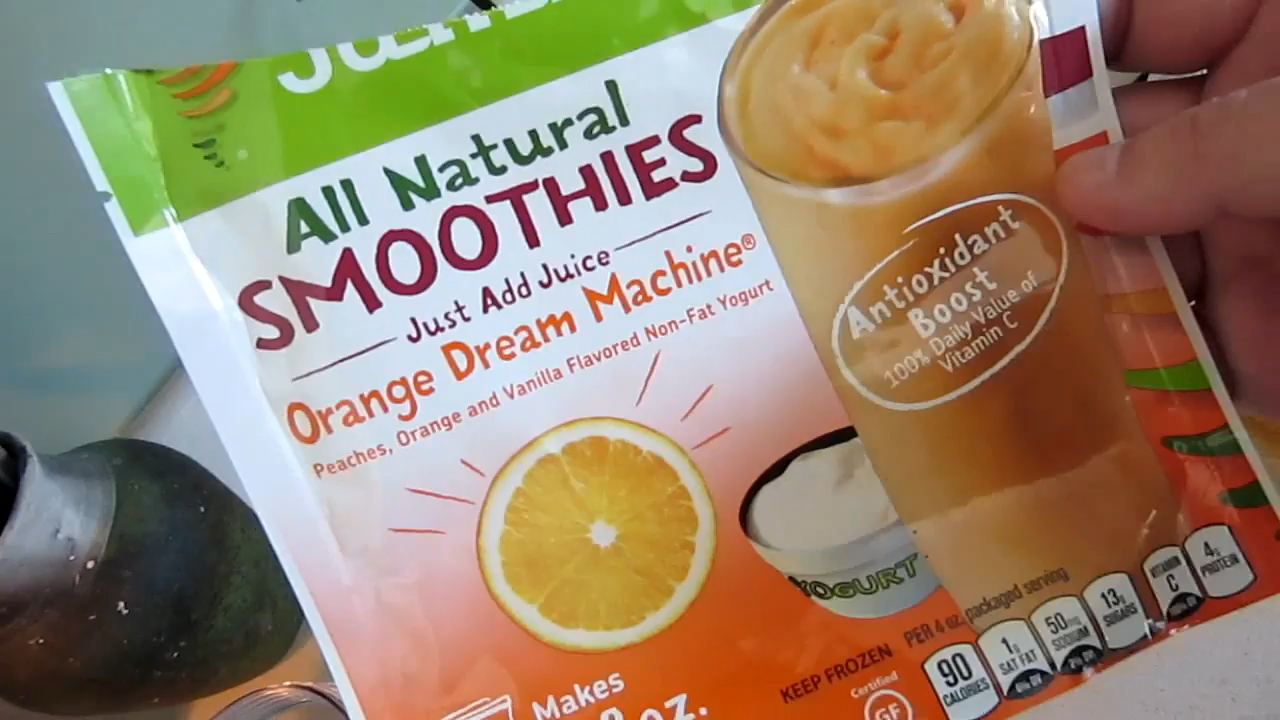 All Natural
SMOOTHIES
Just Add Juice
Orange Dream Machine®
Peaches, Orange and Vanilla Flavored Non-Fat Yogurt
Antioxidant
Boost
100% Daily Value of
Vitamin C
YOGURT
Makes
oz.
KEEP FROZEN
Certified
GF
PER 4 oz. packaged serving
90
CALORIES
1g
SAT FAT
50mg
SODIUM
13g
SUGARS
VITAMIN
C
4g
PROTEIN